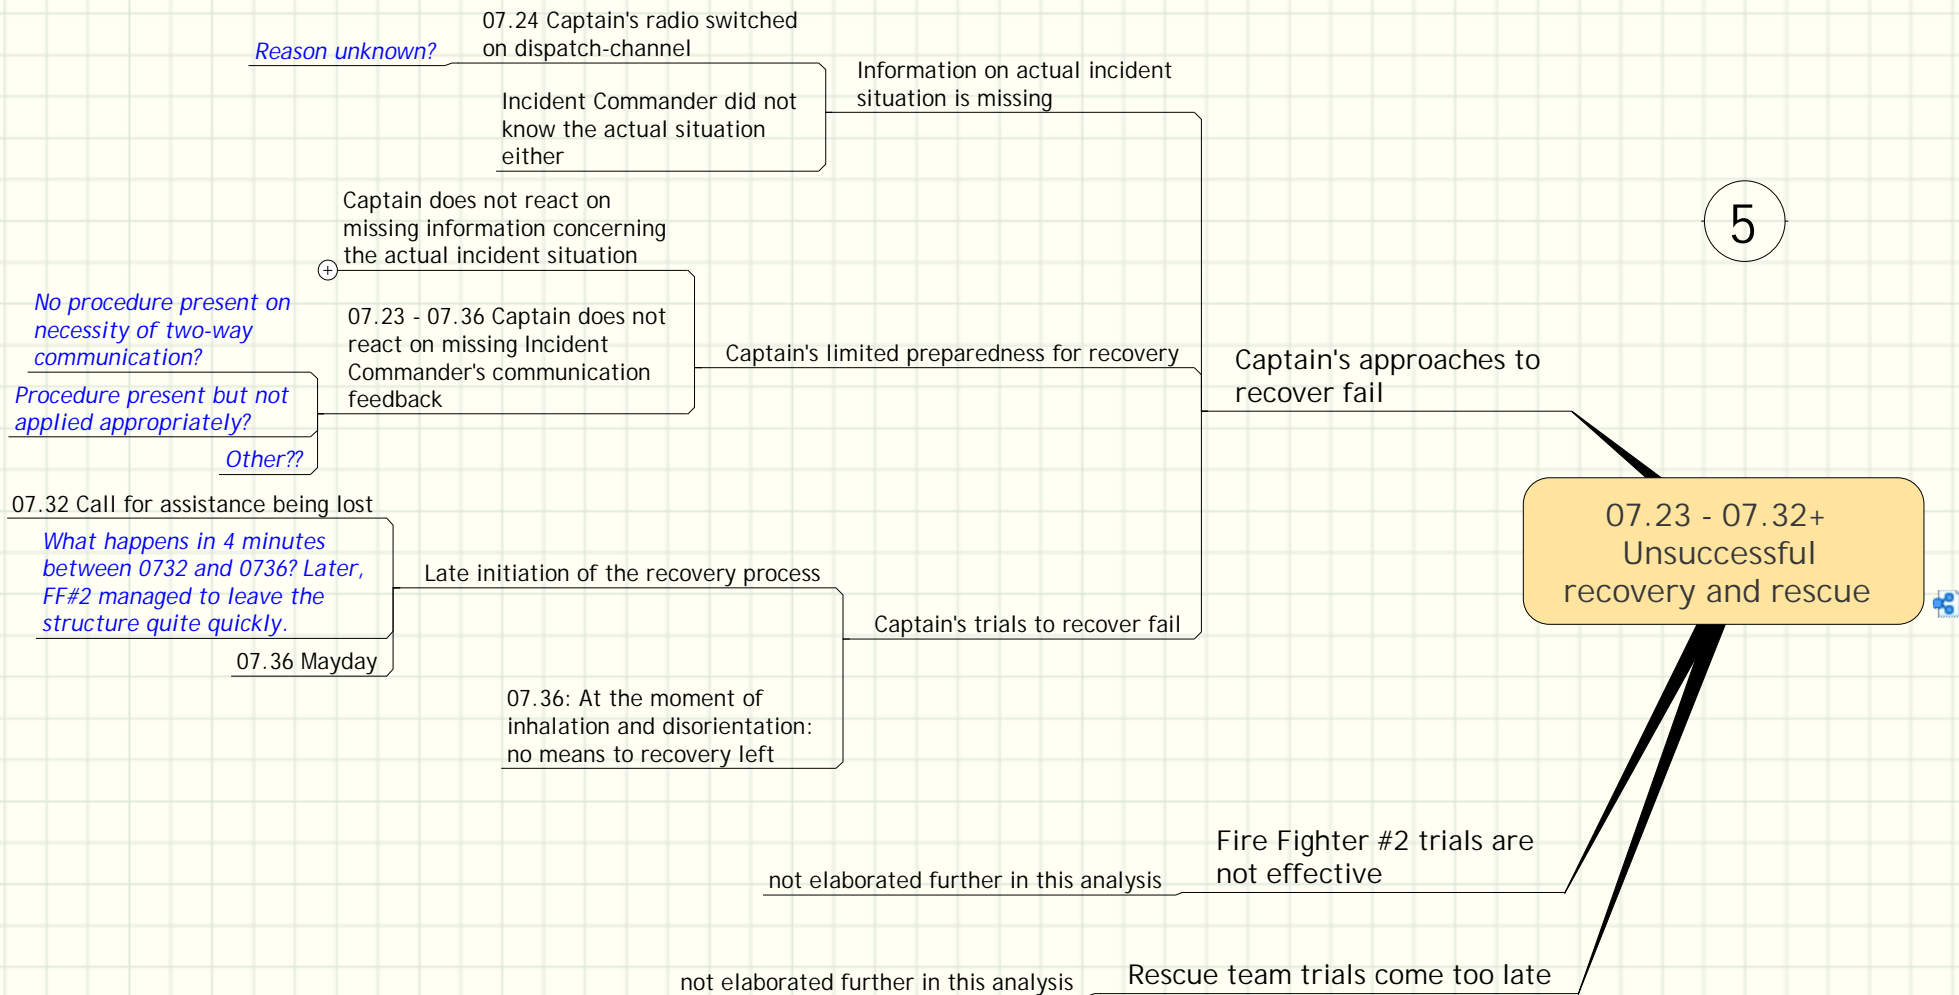 07.24 Captain's radio switched
on dispatch-channel
Reason unknown?
Information on actual incident
situation is missing
Incident Commander did not
know the actual situation
either
5
Captain does not react on
missing information concerning
the actual incident situation
+
No procedure present on
necessity of two-way
communication?
07.23 - 07.36 Captain does not
react on missing Incident
Commander's communication
feedback
Captain's limited preparedness for recovery
Captain's approaches to
recover fail
Procedure present but not
applied appropriately?
Other??
07.32 Call for assistance being lost
What happens in 4 minutes
between 0732 and 0736? Later,
FF#2 managed to leave the
structure quite quickly.
Late initiation of the recovery process
07.23 - 07.32+
Unsuccessful
recovery and rescue
Captain's trials to recover fail
07.36 Mayday
07.36: At the moment of
inhalation and disorientation:
no means to recovery left
Fire Fighter #2 trials are
not effective
not elaborated further in this analysis
Rescue team trials come too late
not elaborated further in this analysis